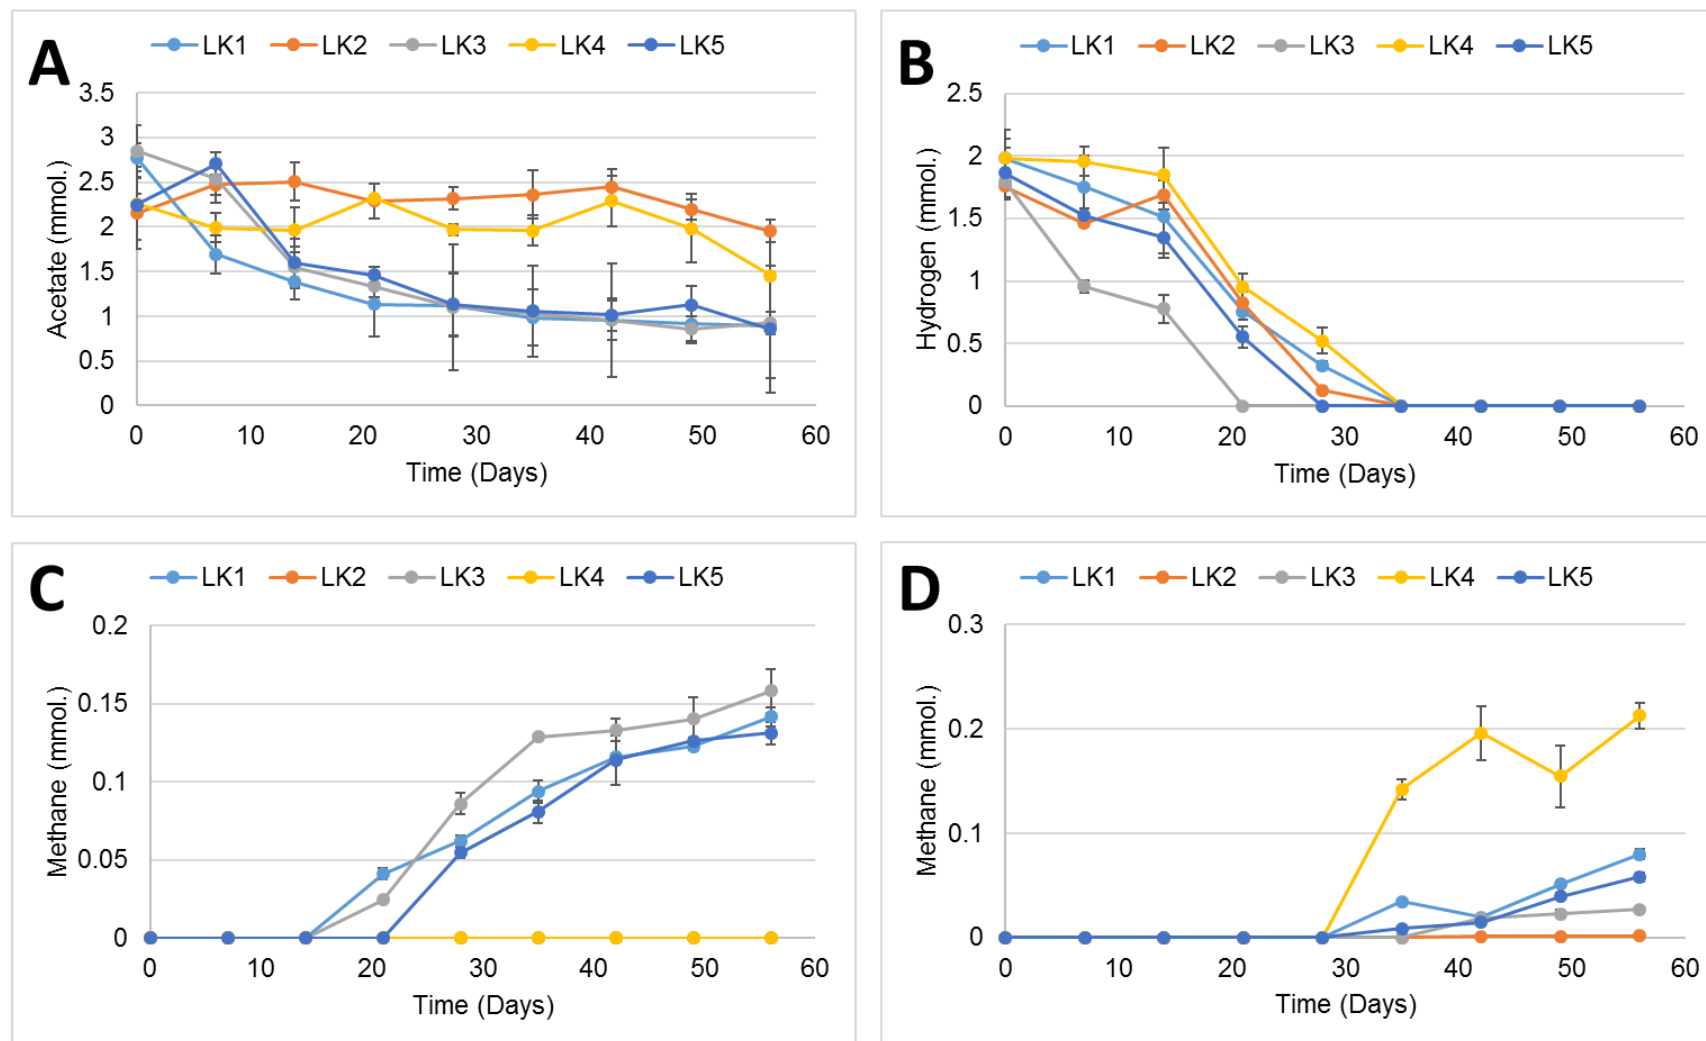 A
LK1 LK2 LK3 LK4 LK5
3.5
3
2.5
2
1.5
1
0.5
0
Acetate (mmol.)
0 10 20 30 40 50 60
Time (Days)
B
LK1 LK2 LK3 LK4 LK5
2.5
2
1.5
1
0.5
0
Hydrogen (mmol.)
0 10 20 30 40 50 60
Time (Days)
C
LK1 LK2 LK3 LK4 LK5
0.2
0.15
0.1
0.05
0
Methane (mmol.)
0 10 20 30 40 50 60
Time (Days)
D
LK1 LK2 LK3 LK4 LK5
0.3
0.2
0.1
0
Methane (mmol.)
0 10 20 30 40 50 60
Time (Days)